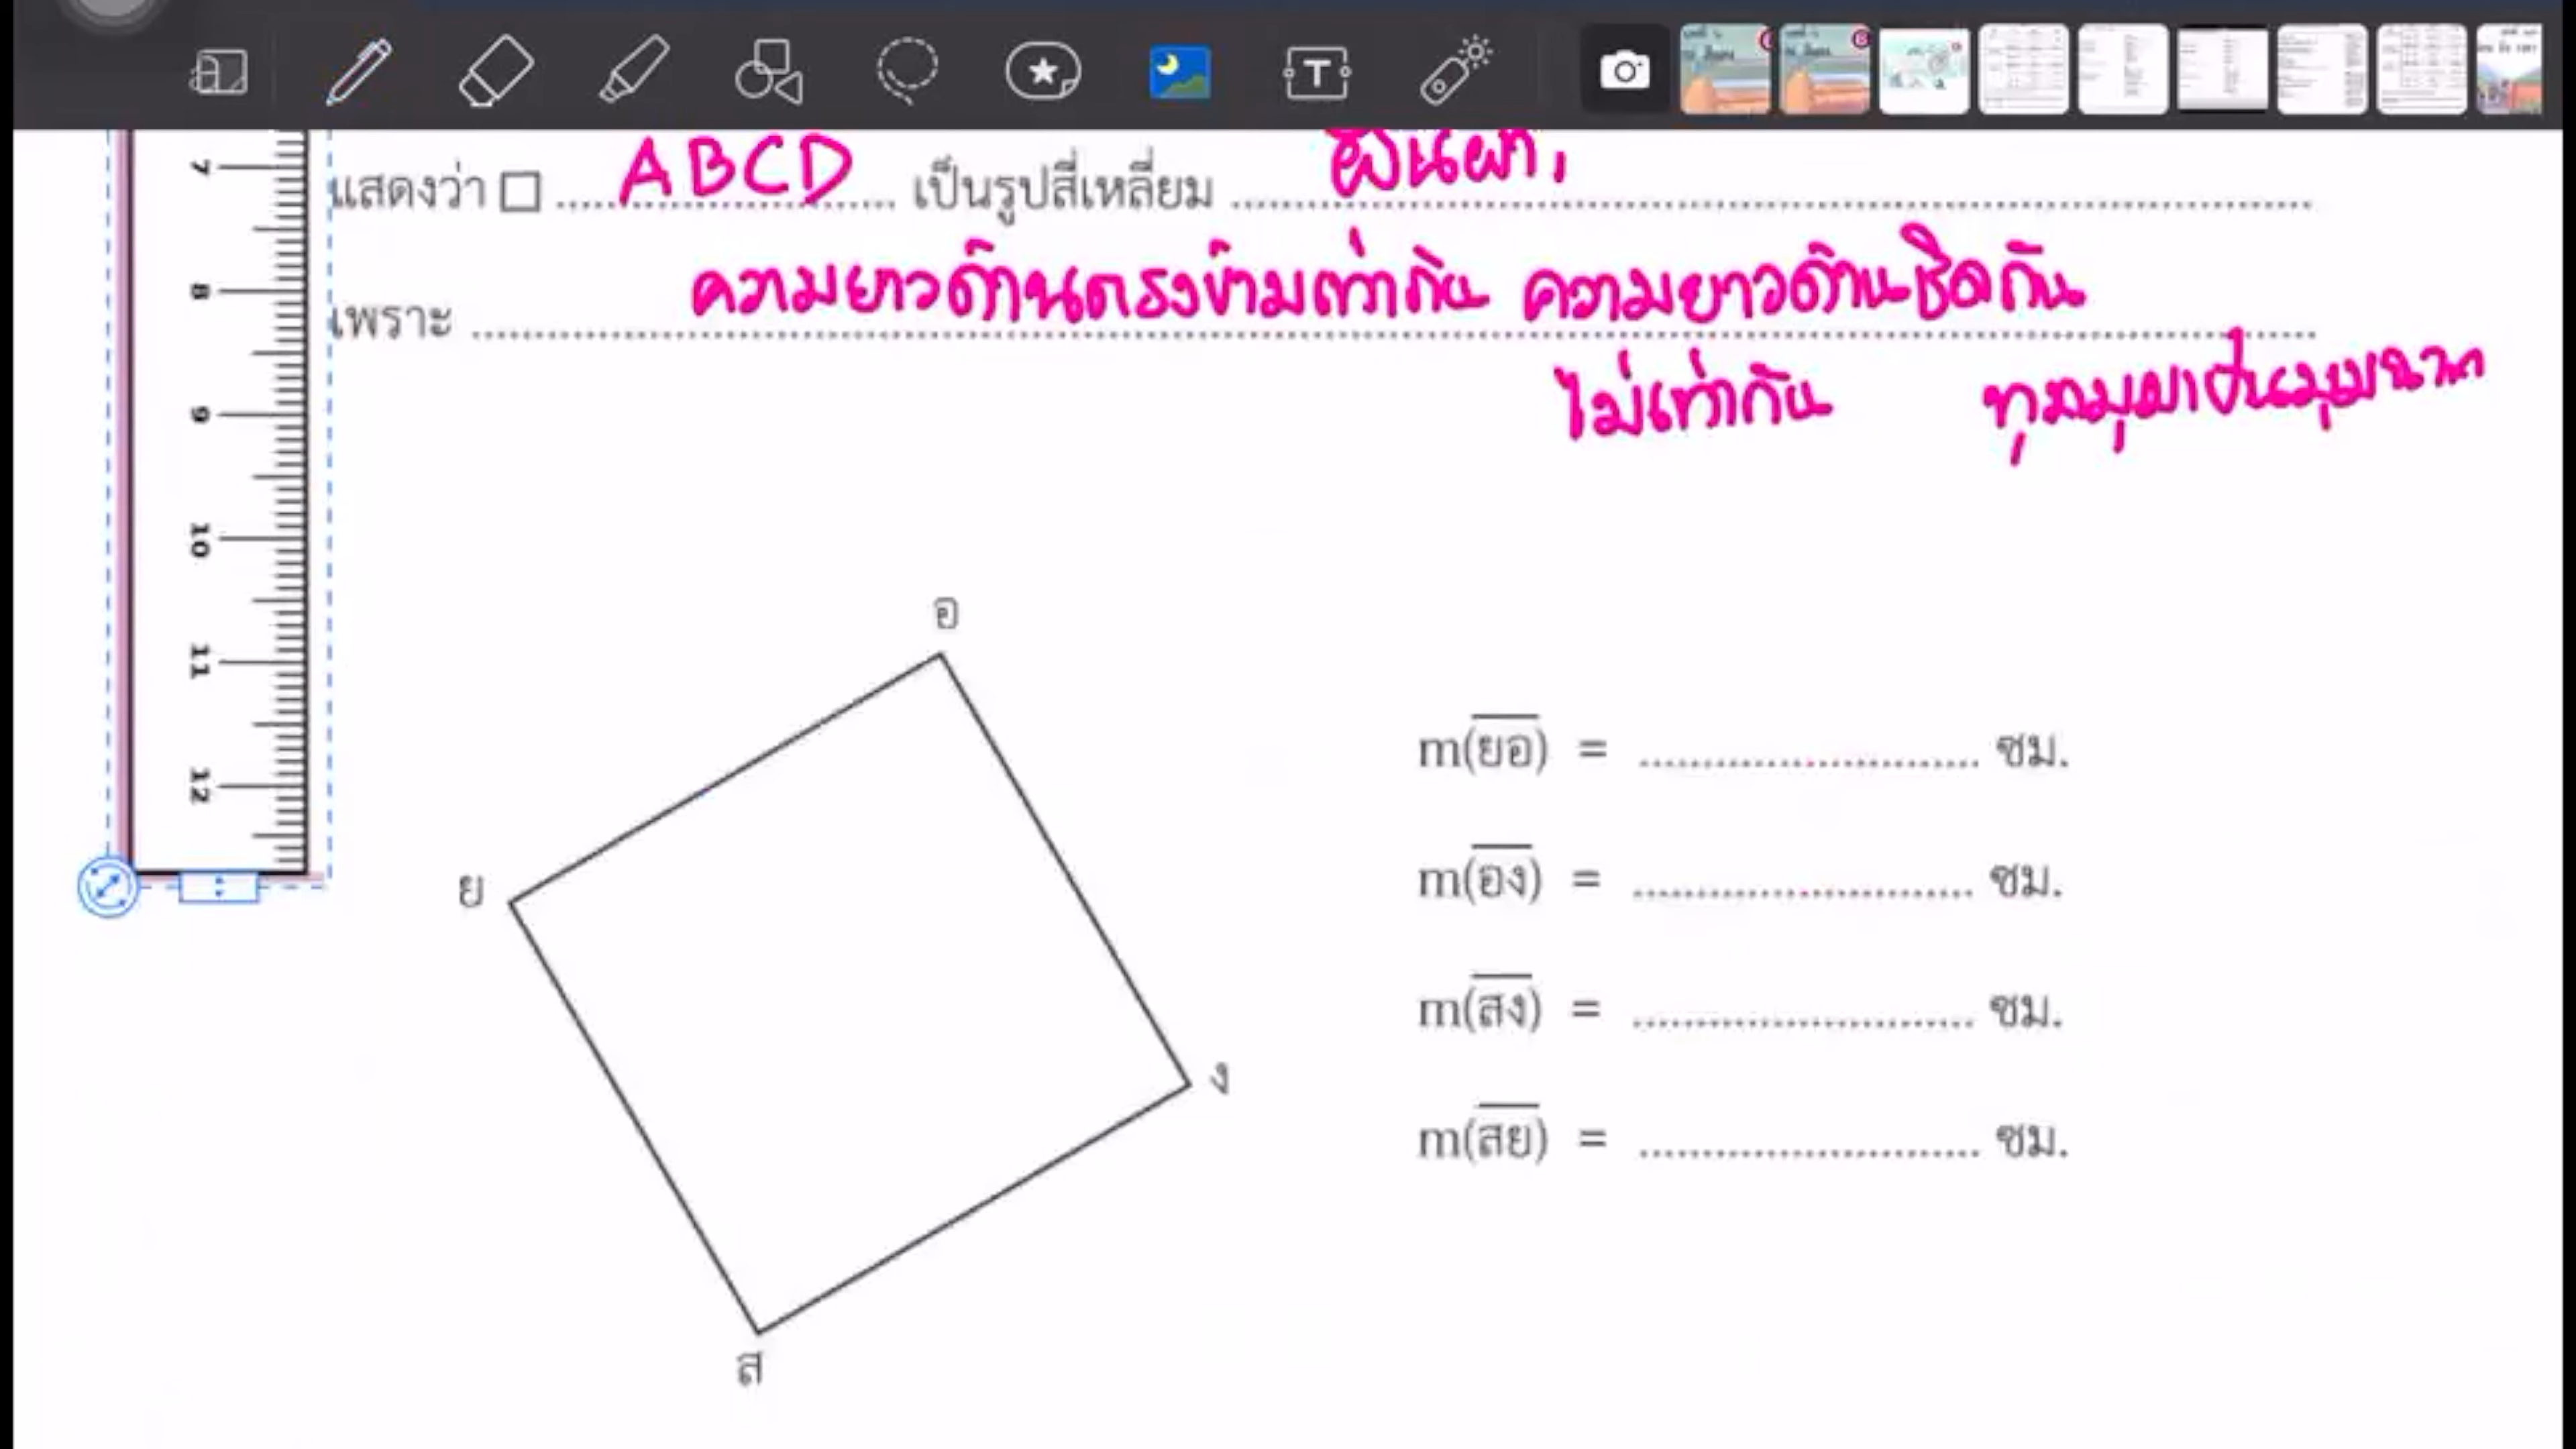 แสดงว่า □ ABCD เป็นรูปสี่เหลี่ยม ผืนผ้า
เพราะ ความยาวด้านตรงข้ามเท่ากัน ความยาวด้านชิดกัน
ไม่เท่ากัน ทุกมุมเป็นมุมฉาก
7
8
9
10
11
12
อ
ย
ง
ส
m(ยอ) = .......................... ซม.
m(อง) = .......................... ซม.
m(สง) = .......................... ซม.
m(สย) = .......................... ซม.